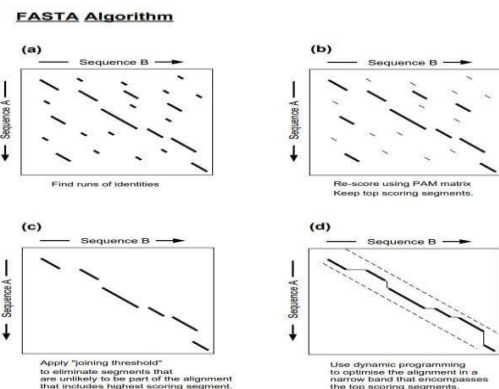 FASTA Algorithm
(a)
Sequence B
Sequence A
Find runs of identities
(b)
Sequence B
Sequence A
Re-score using PAM matrix
Keep top scoring segments.
(c)
Sequence B
Sequence A
Apply "joining threshold"
to eliminate segments that
are unlikely to be part of the alignment
that includes highest scoring segment.
(d)
Sequence B
Sequence A
Use dynamic programming
to optimise the alignment in a
narrow band that encompasses
the top scoring segments.